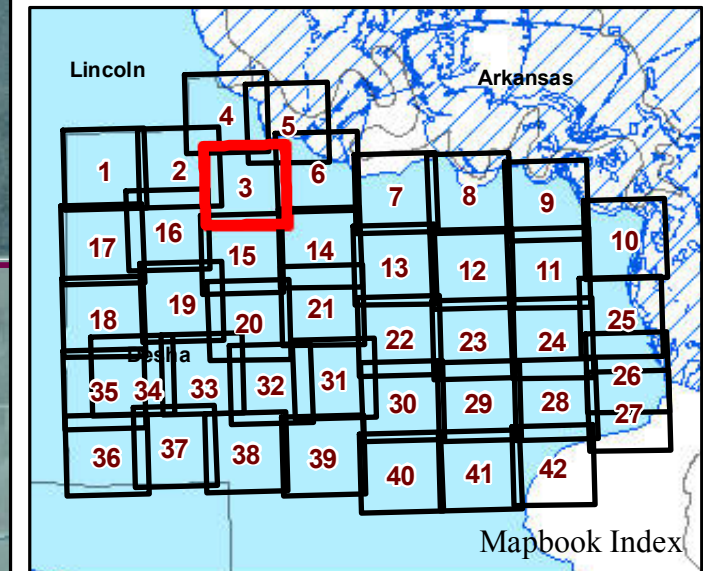 Lincoln
Arkansas
4
5
1 2 3 6
7 8 9
10
17 16 15 14
13 12 11
18 19 20 21
22 23 24 25
Desha
35 34 33 32 31
30 29 28 26
27
36 37 38 39
40 41 42
Mapbook Index